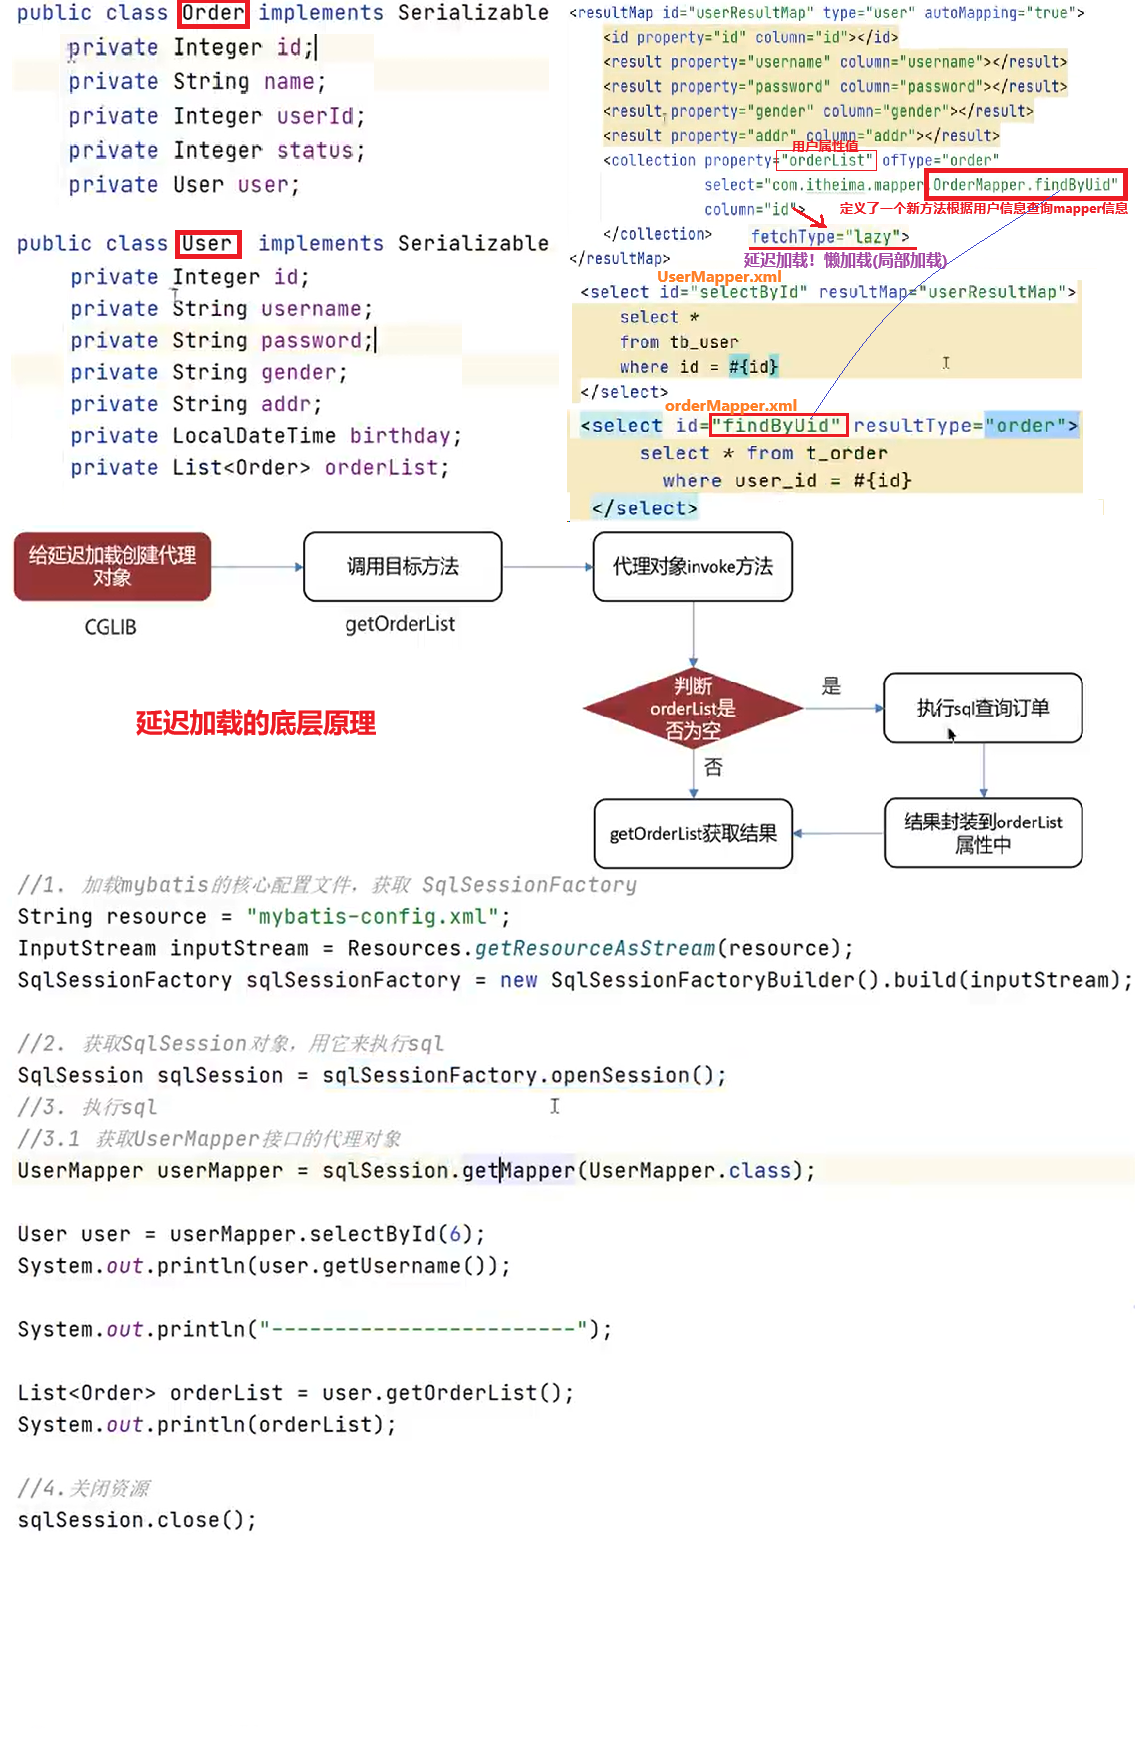 public class Order implements Serializable
private Integer id;
private String name;
private Integer userId;
private Integer status;
private User user;
public class User implements Serializable
private Integer id;
private String username;
private String password;
private String gender;
private String addr;
private LocalDateTime birthday;
private List<Order> orderList;
<resultMap id="userResultMap" type="user" autoMapping="true">
<id property="id" column="id"></id>
<result property="username" column="username"></result>
<result property="password" column="password"></result>
<result property="gender" column="gender"></result>
<result property="addr" column="addr"></result>
用户属性值
<collection property="orderList" ofType="order"
select="com.itheima.mapper.OrderMapper.findByUid"
column="id">
定义了一个新方法根据用户信息查询mapper信息
</collection>
fetchType="lazy">
延迟加载！懒加载(局部加载)
</resultMap>
UserMapper.xml
<select id="selectById" resultMap="userResultMap">
select *
from tb_user
where id = #{id}
</select>
orderMapper.xml
<select id="findByUid" resultType="order">
select * from t_order
where user_id = #{id}
</select>
给延迟加载创建代理
对象
CGLIB
调用目标方法
getOrderList
代理对象invoke方法
判断
orderList是
否为空
是
执行sql查询订单
否
结果封装到orderList
属性中
getOrderList获取结果
延迟加载的底层原理
//1. 加载mybatis的核心配置文件，获取 SqlSessionFactory
String resource = "mybatis-config.xml";
InputStream inputStream = Resources.getResourceAsStream(resource);
SqlSessionFactory sqlSessionFactory = new SqlSessionFactoryBuilder().build(inputStream);
//2. 获取SqlSession对象，用它来执行sql
SqlSession sqlSession = sqlSessionFactory.openSession();
//3. 执行sql
//3.1 获取UserMapper接口的代理对象
UserMapper userMapper = sqlSession.getMapper(UserMapper.class);
User user = userMapper.selectById(6);
System.out.println(user.getUsername());
System.out.println("------------------------");
List<Order> orderList = user.getOrderList();
System.out.println(orderList);
//4.关闭资源
sqlSession.close();